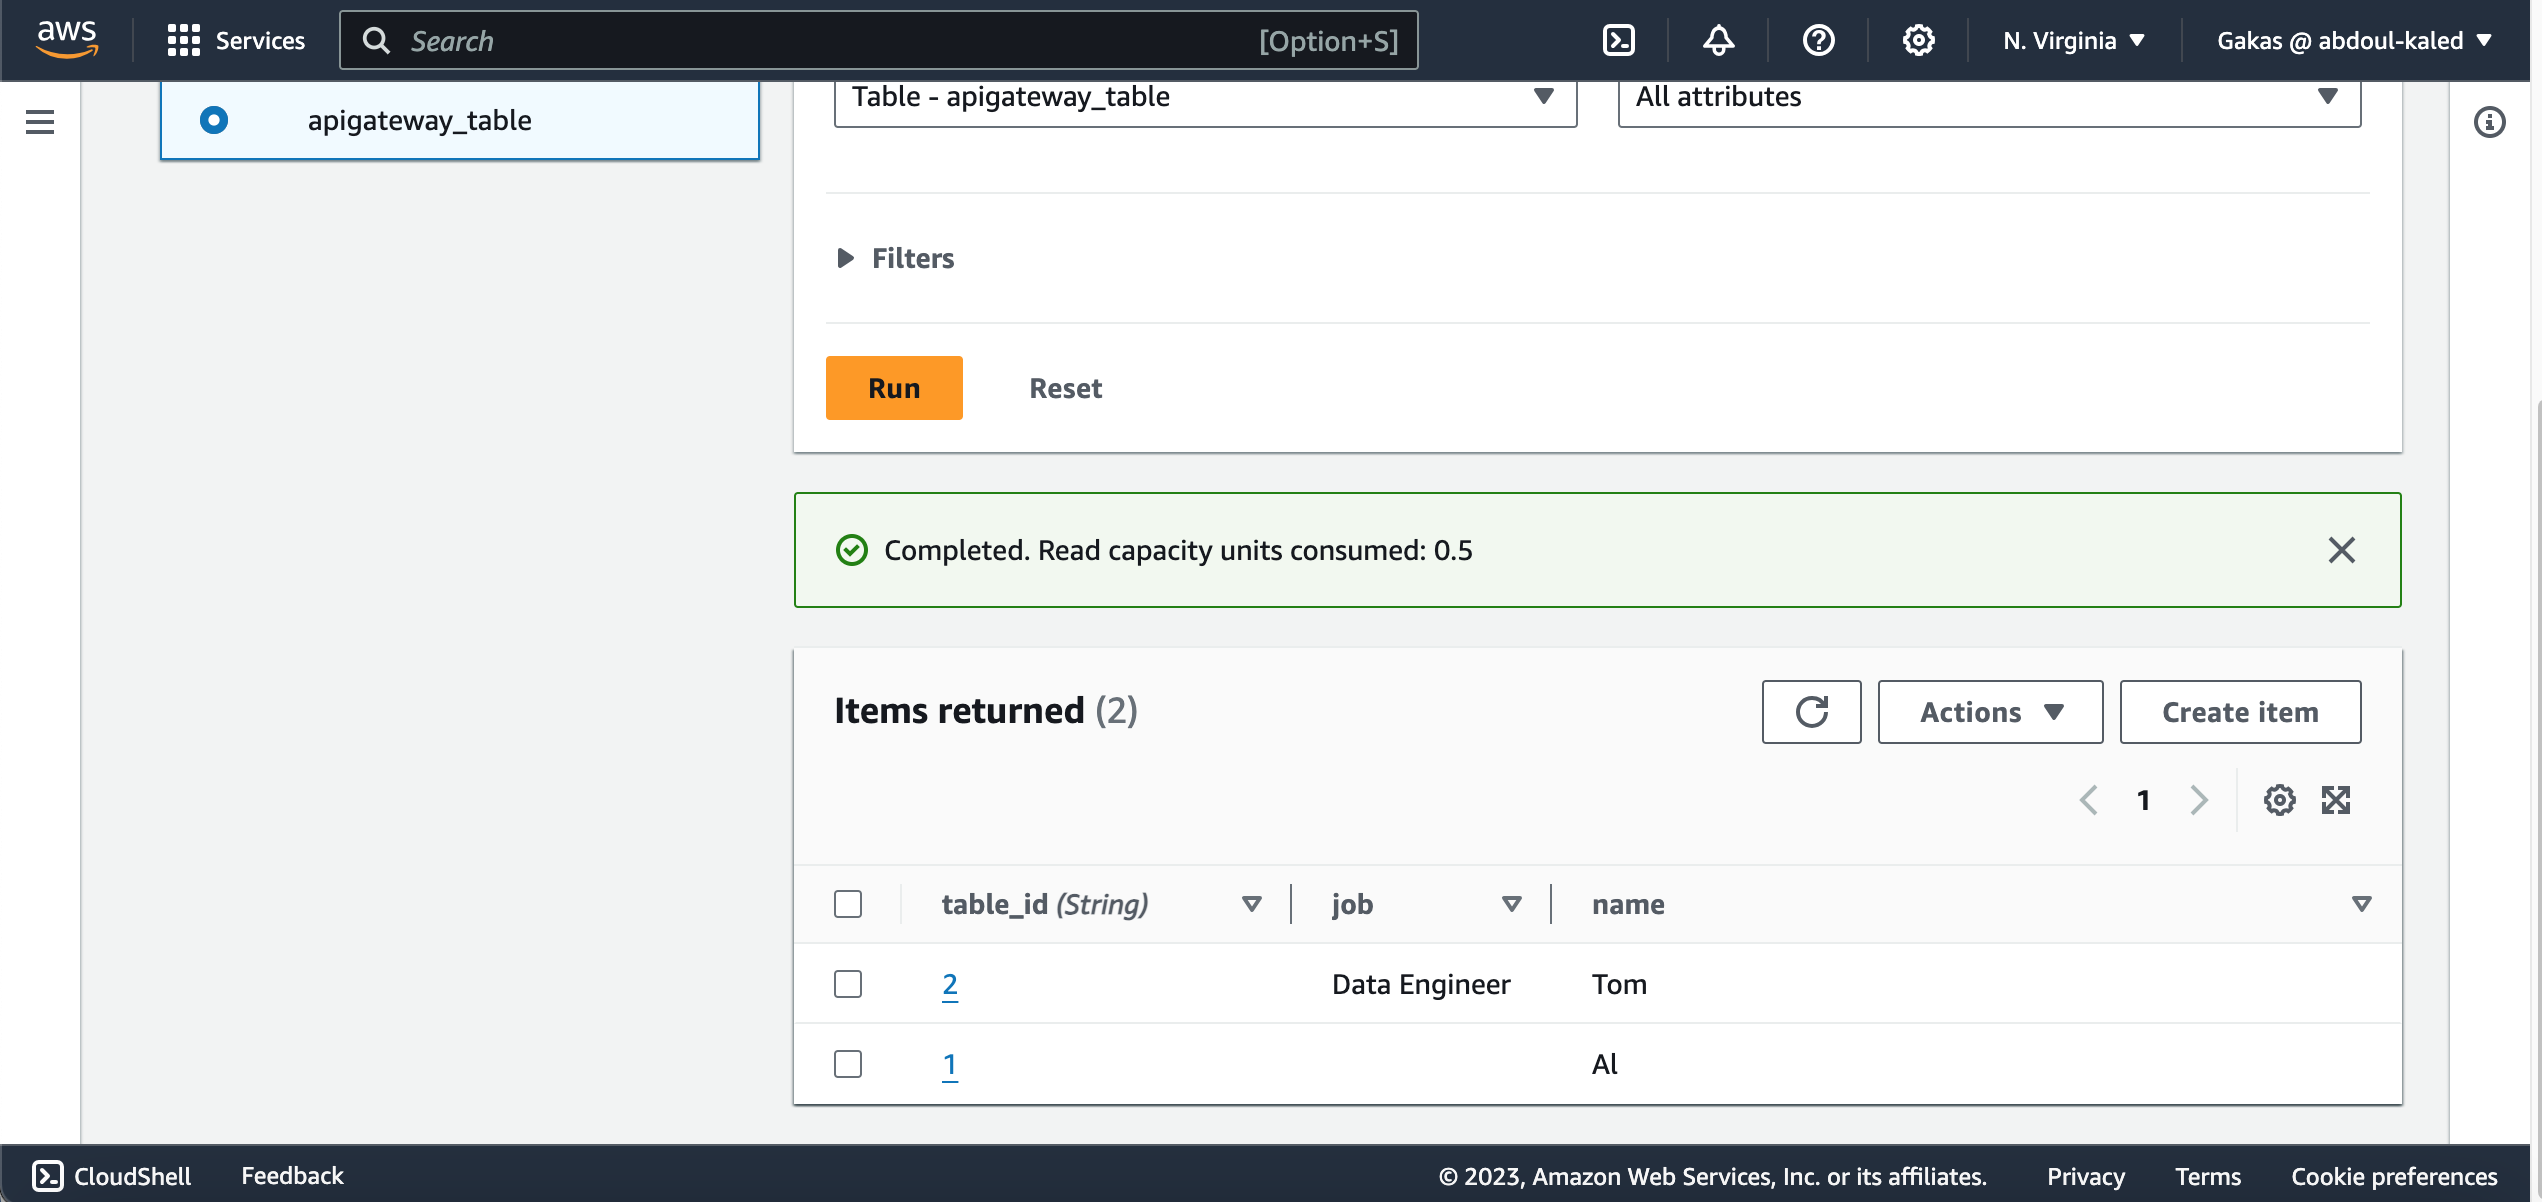 aws
Services
Search
[Option+S]
N. Virginia
Gakas @ abdoul-kaled
apigateway_table
Table - apigateway_table
All attributes
Filters
Run
Reset
Completed. Read capacity units consumed: 0.5
Items returned (2)
Actions
Create item
1
table_id (String)
job
name
2
Data Engineer
Tom
1
Al
CloudShell
Feedback
© 2023, Amazon Web Services, Inc. or its affiliates.
Privacy
Terms
Cookie preferences